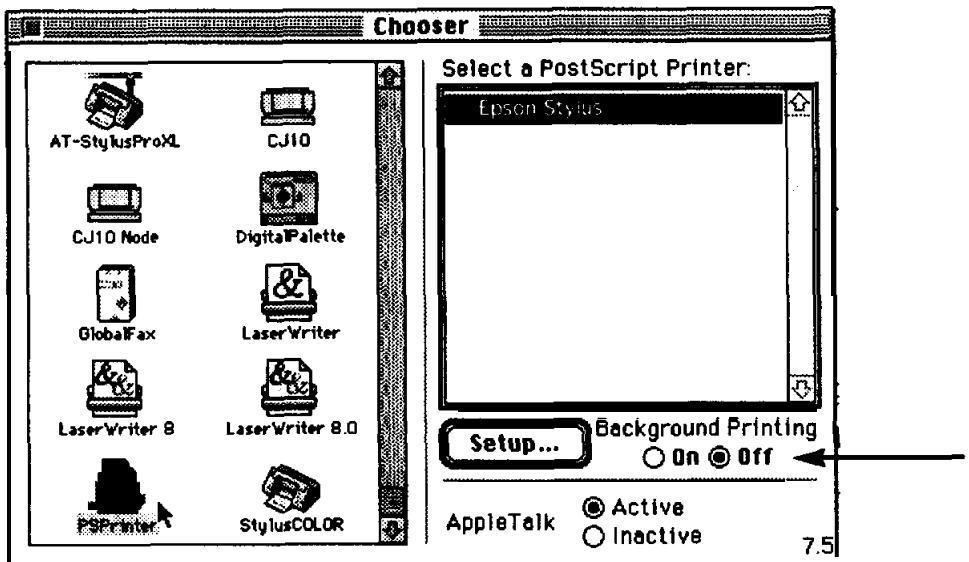 Chooser
AT-StylusProXL
CJ10
CJ10 Node
DigitalPalette
GlobalFax
LaserWriter
LaserWriter 8
LaserWriter 8.0
PSPrinter
StylusCOLOR
Select a PostScript Printer:
Epson Stylus
Setup...
Background Printing
On Off
AppleTalk
Active
Inactive
7.5